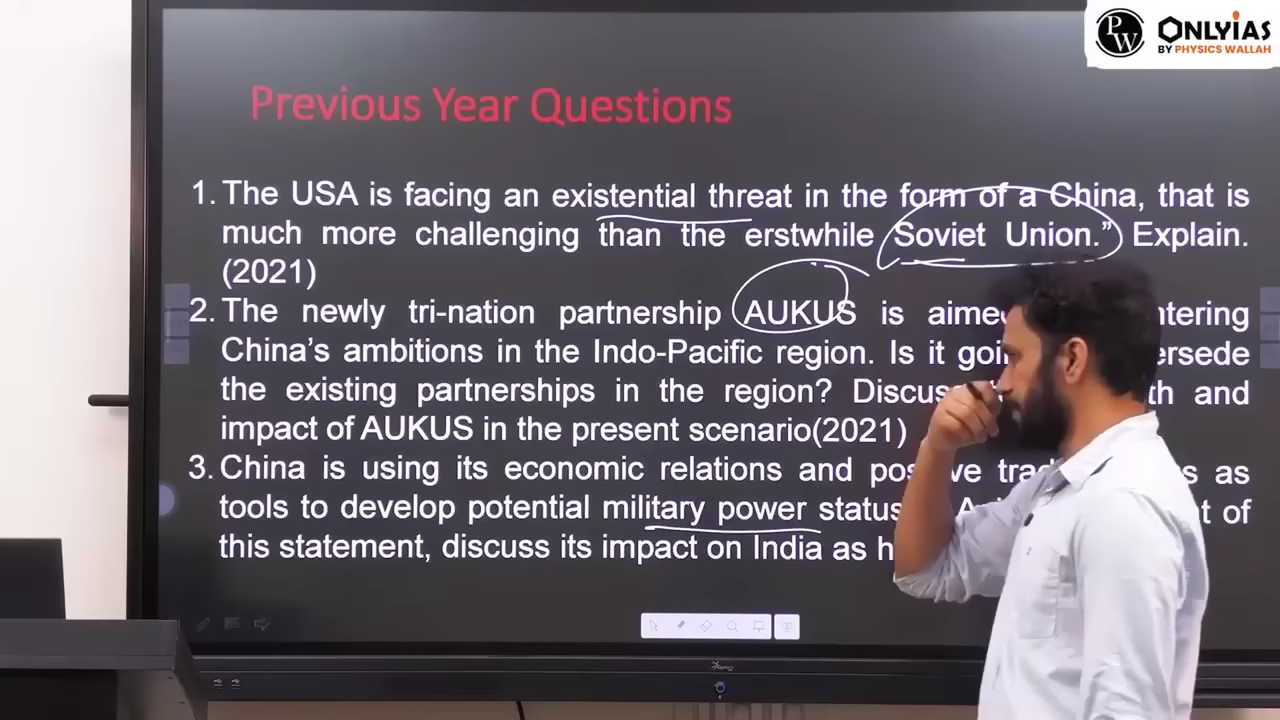 PW ONLYIAS
BY PHYSICS WALLAH
Previous Year Questions
1. The USA is facing an existential threat in the form of a China, that is
much more challenging than the erstwhile Soviet Union.” Explain.
(2021)
2. The newly tri-nation partnership AUKUS is
China’s ambitions in the Indo-Pacific region. Is it
the existing partnerships in the region? and
impact of AUKUS in the present scenario(2021)
3. China is using its economic relations and as
tools to develop potential military power status of
this statement, discuss its impact on India as